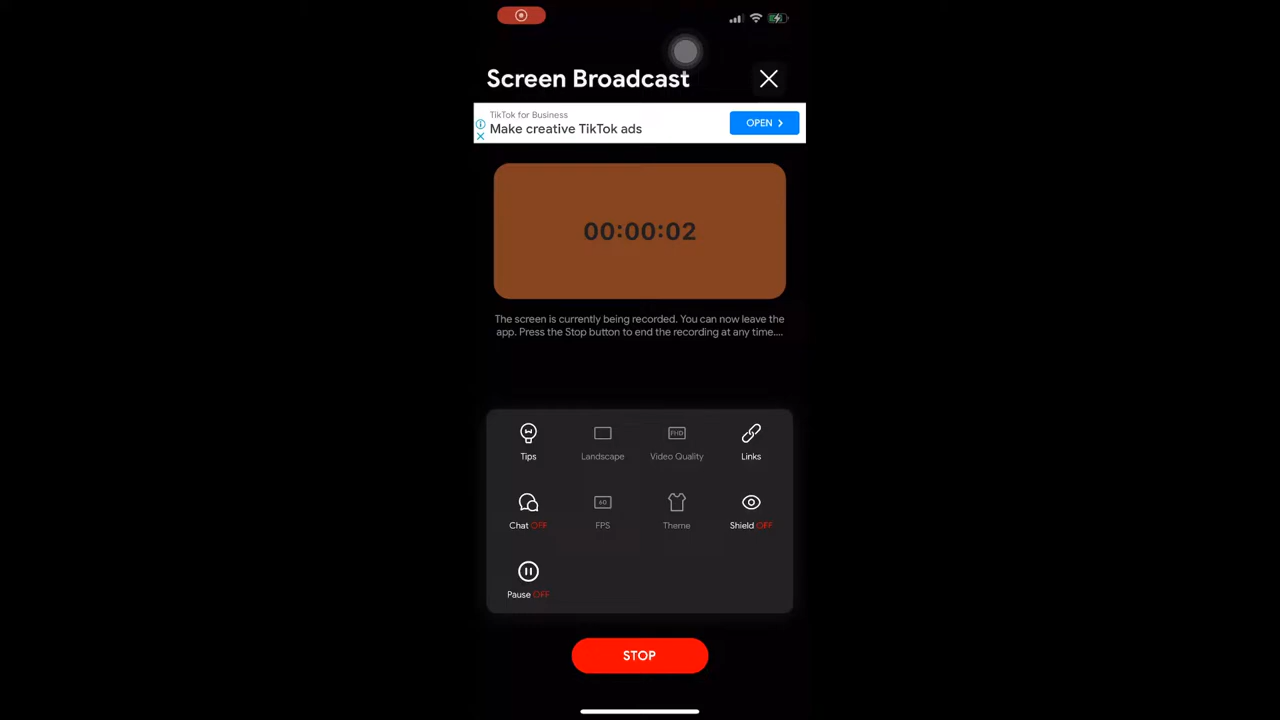 Screen Broadcast
TikTok for Business
Make creative TikTok ads
OPEN
00:00:02
The screen is currently being recorded. You can now leave the
app. Press the Stop button to end the recording at any time....
Tips
Landscape
FHD
Video Quality
Links
Chat OFF
60
FPS
Theme
Shield OFF
Pause OFF
STOP